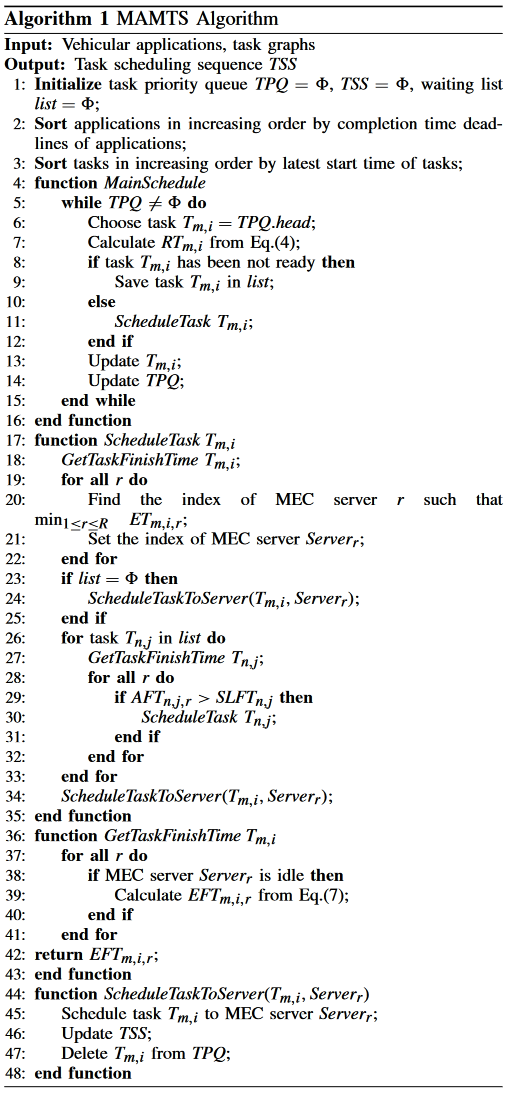 Algorithm 1 MAMTS Algorithm
Input: Vehicular applications, task graphs
Output: Task scheduling sequence TSS
1: Initialize task priority queue TPQ = Φ, TSS = Φ, waiting list
list = Φ;
2: Sort applications in increasing order by completion time dead-
lines of applications;
3: Sort tasks in increasing order by latest start time of tasks;
4: function MainSchedule
5: while TPQ ≠ Φ do
6: Choose task T_{m,i} = TPQ.head;
7: Calculate RT_{m,i} from Eq.(4);
8: if task T_{m,i} has been not ready then
9: Save task T_{m,i} in list;
10: else
11: ScheduleTask T_{m,i};
12: end if
13: Update T_{m,i};
14: Update TPQ;
15: end while
16: end function
17: function ScheduleTask T_{m,i}
18: GetTaskFinishTime T_{m,i};
19: for all r do
20: Find the index of MEC server r such that
min_{1≤r≤R} ET_{m,i,r};
21: Set the index of MEC server Server_r;
22: end for
23: if list = Φ then
24: ScheduleTaskToServer(T_{m,i}, Server_r);
25: end if
26: for task T_{n,j} in list do
27: GetTaskFinishTime T_{n,j};
28: for all r do
29: if AFT_{n,j,r} > SLFT_{n,j} then
30: ScheduleTask T_{n,j};
31: end if
32: end for
33: end for
34: ScheduleTaskToServer(T_{m,i}, Server_r);
35: end function
36: function GetTaskFinishTime T_{m,i}
37: for all r do
38: if MEC server Server_r is idle then
39: Calculate EFT_{m,i,r} from Eq.(7);
40: end if
41: end for
42: return EFT_{m,i,r};
43: end function
44: function ScheduleTaskToServer(T_{m,i}, Server_r)
45: Schedule task T_{m,i} to MEC server Server_r;
46: Update TSS;
47: Delete T_{m,i} from TPQ;
48: end function